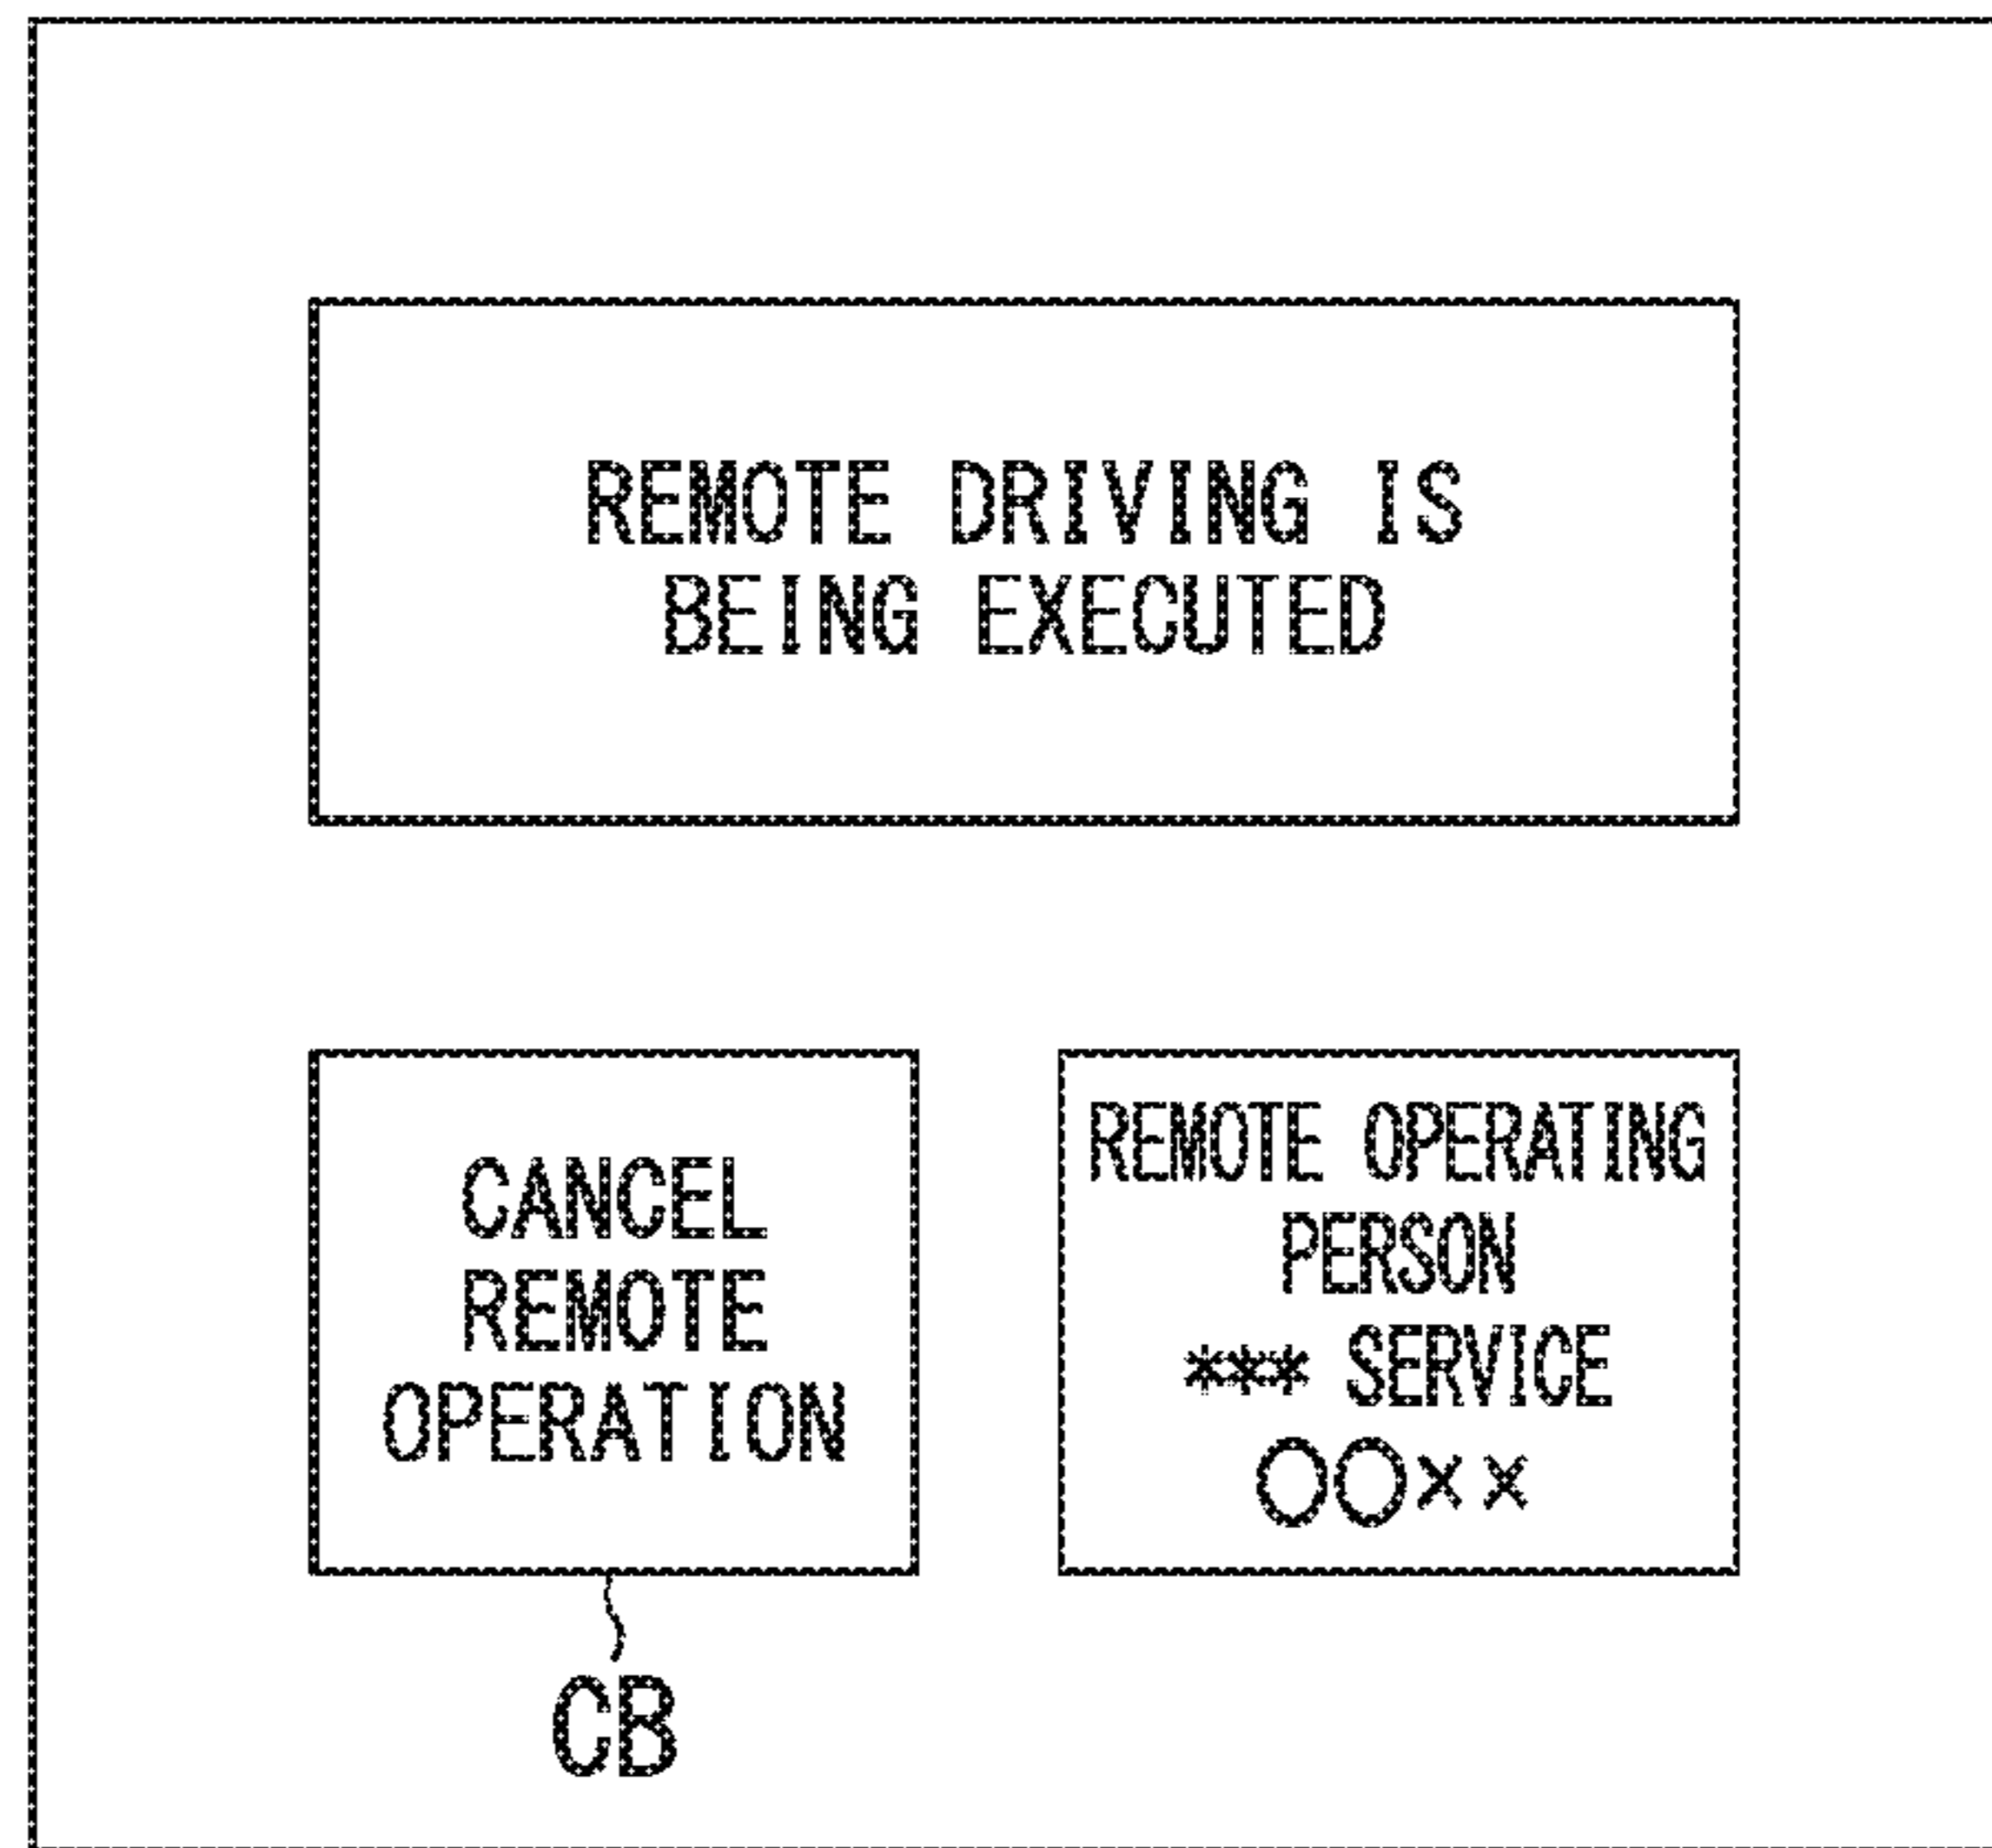 REMOTE DRIVING IS
BEING EXECUTED
CANCEL
REMOTE
OPERATION
REMOTE OPERATING
PERSON
*** SERVICE
○○××
CB